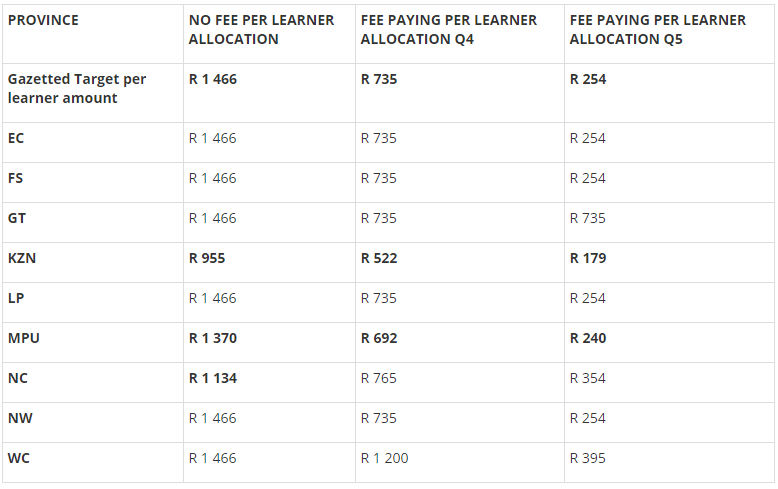 PROVINCE NO FEE PER LEARNER FEE PAYING PER LEARNER FEE PAYING PER LEARNER
ALLOCATION ALLOCATION Q4 ALLOCATION Q5
Gazetted Target per R 1 466 R 735 R 254
learner amount
EC R 1 466 R 735 R 254
FS R 1 466 R 735 R 254
GT R 1 466 R 735 R 735
KZN R 955 R 522 R 179
LP R 1 466 R 735 R 254
MPU R 1 370 R 692 R 240
NC R 1 134 R 765 R 354
NW R 1 466 R 735 R 254
WC R 1 466 R 1 200 R 395